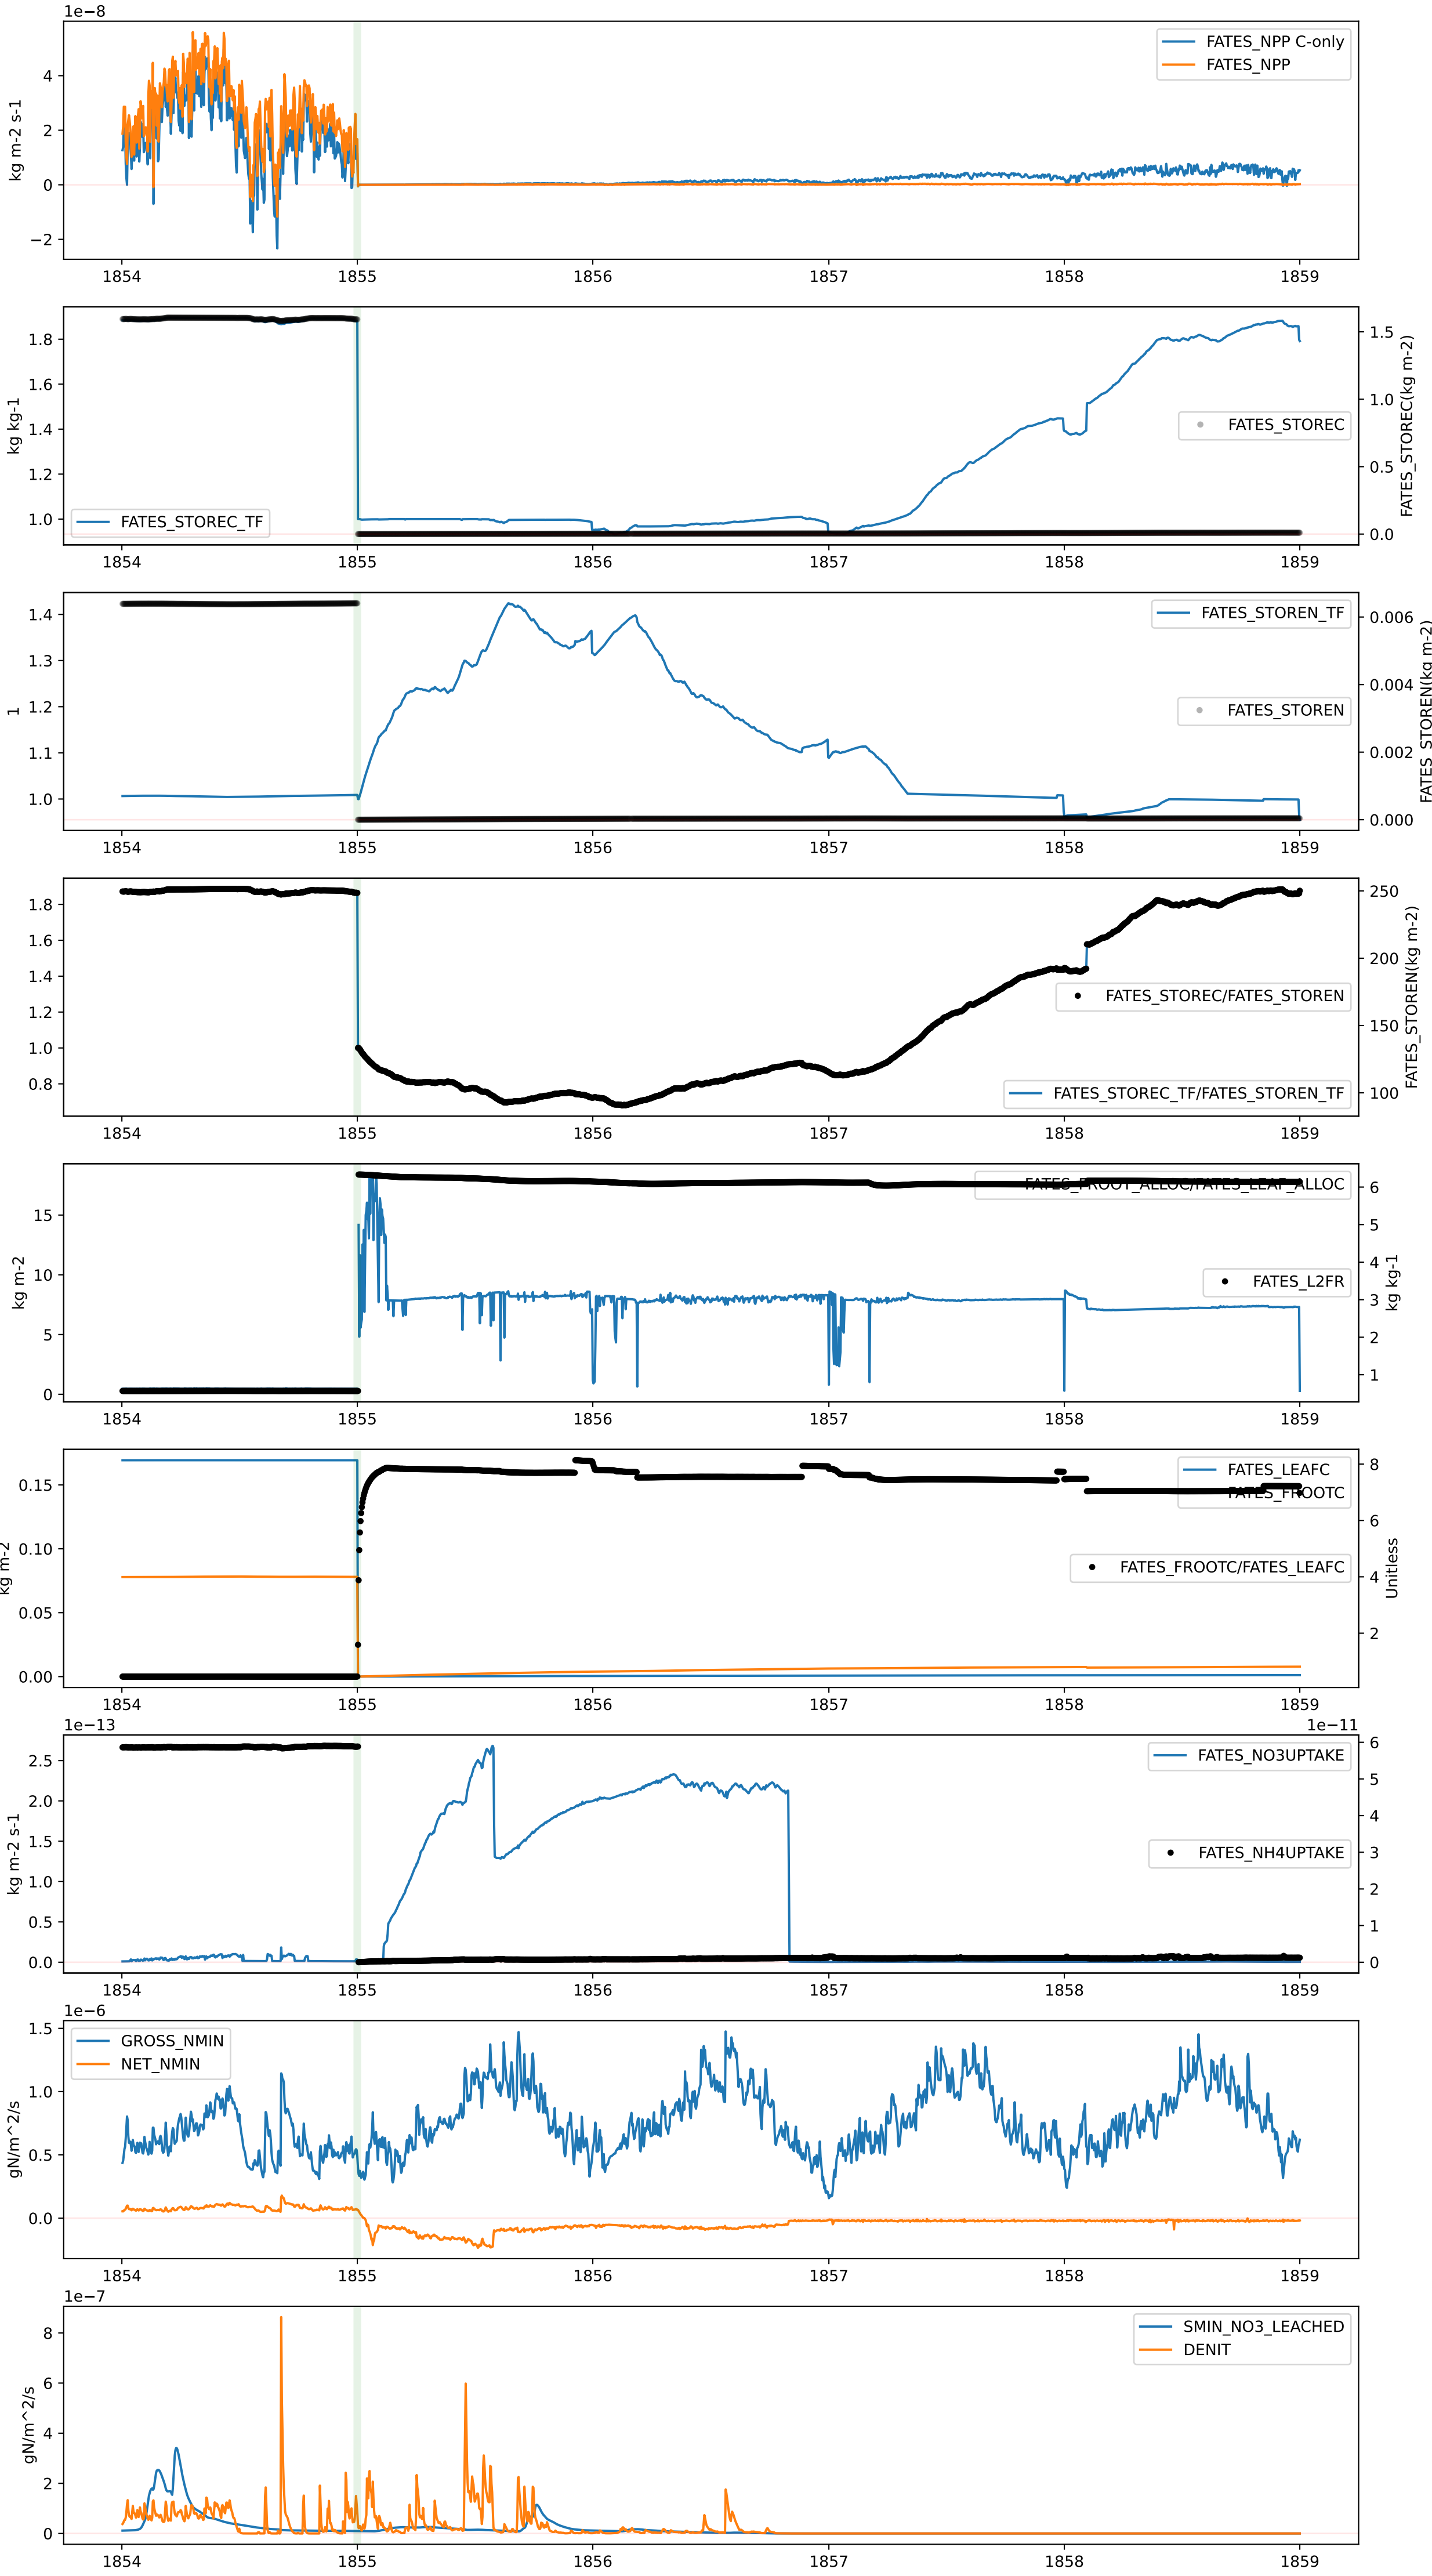 1e−8
FATES_NPP C-only
FATES_NPP
kg m-2 s-1
4
2
0
−2
1854 1855 1856 1857 1858 1859
FATES_STOREC_TF
FATES_STOREC
kg kg-1
1.8
1.6
1.4
1.2
1.0
FATES_STOREC(kg m-2)
1.5
1.0
0.5
0.0
1854 1855 1856 1857 1858 1859
FATES_STOREN_TF
FATES_STOREN
1
1.4
1.3
1.2
1.1
1.0
FATES_STOREN(kg m-2)
0.006
0.004
0.002
0.000
1854 1855 1856 1857 1858 1859
FATES_STOREC/FATES_STOREN
FATES_STOREC_TF/FATES_STOREN_TF
1.8
1.6
1.4
1.2
1.0
0.8
FATES_STOREN(kg m-2)
250
200
150
100
1854 1855 1856 1857 1858 1859
FATES_FROOT_ALLOC/FATES_LEAF_ALLOC
FATES_L2FR
kg m-2
15
10
5
0
kg kg-1
6
5
4
3
2
1
1854 1855 1856 1857 1858 1859
FATES_LEAFC
FATES_FROOTC
FATES_FROOTC/FATES_LEAFC
kg m-2
0.15
0.10
0.05
0.00
Unitless
8
6
4
2
1854 1855 1856 1857 1858 1859
1e−13
1e−11
FATES_NO3UPTAKE
FATES_NH4UPTAKE
kg m-2 s-1
2.5
2.0
1.5
1.0
0.5
0.0
6
5
4
3
2
1
0
1854 1855 1856 1857 1858 1859
1e−6
GROSS_NMIN
NET_NMIN
gN/m^2/s
1.5
1.0
0.5
0.0
1854 1855 1856 1857 1858 1859
1e−7
SMIN_NO3_LEACHED
DENIT
gN/m^2/s
8
6
4
2
0
1854 1855 1856 1857 1858 1859